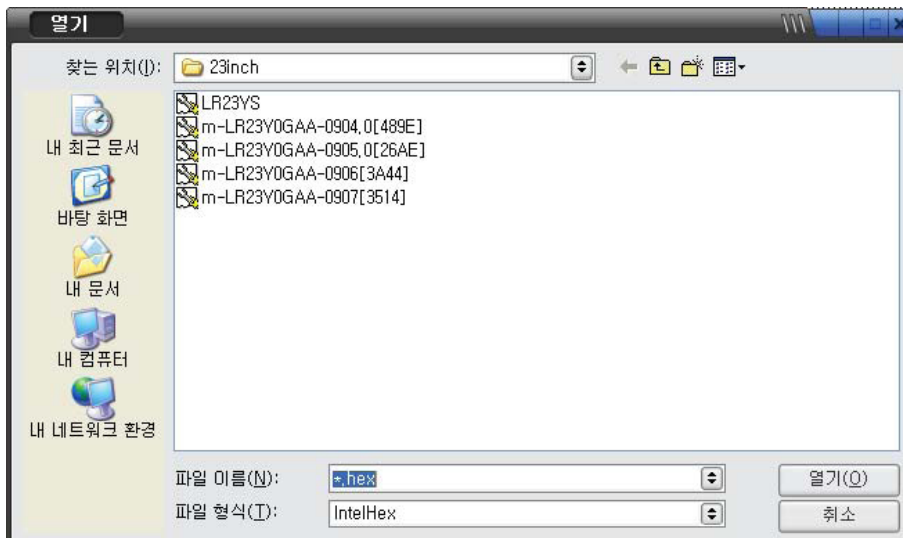 열기
찾는 위치(I):
23inch
LR23YS
m-LR23Y0GAA-0904.0[489E]
m-LR23Y0GAA-0905.0[26AE]
m-LR23Y0GAA-0906[3A44]
m-LR23Y0GAA-0907[3514]
내 최근 문서
바탕 화면
내 문서
내 컴퓨터
내 네트워크 환경
파일 이름(N):
*.hex
열기(O)
파일 형식(T):
IntelHex
취소